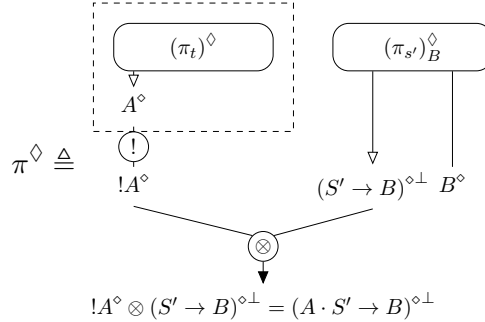 (π_t)^◊ (π_{s′})_B^◊
A^⋄
!
π^◊ ≜
!A^⋄ (S′ → B)^{⋄⊥} B^⋄
⊗
!A^⋄ ⊗ (S′ → B)^{⋄⊥} = (A · S′ → B)^{⋄⊥}